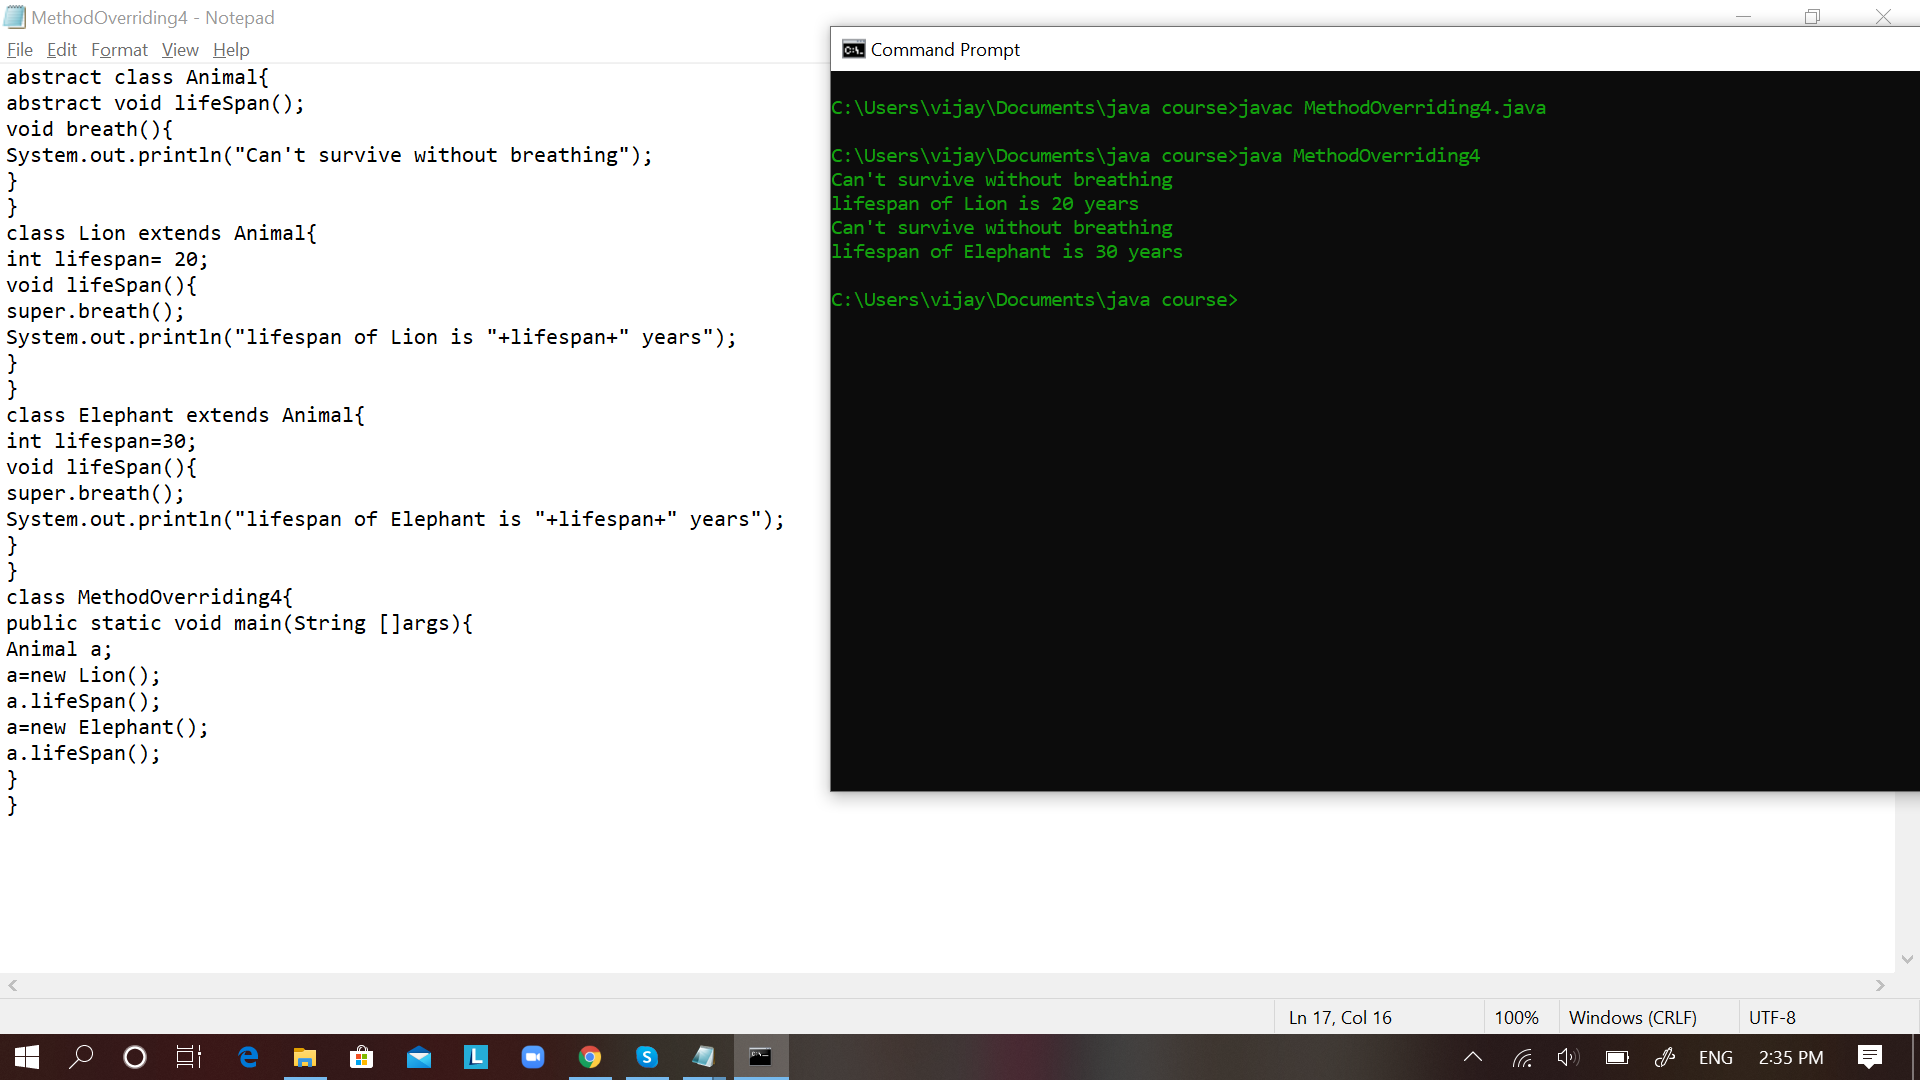 MethodOverriding4 - Notepad
File Edit Format View Help
abstract class Animal{
abstract void lifeSpan();
void breath(){
System.out.println("Can't survive without breathing");
}
}
class Lion extends Animal{
int lifespan= 20;
void lifeSpan(){
super.breath();
System.out.println("lifespan of Lion is "+lifespan+" years");
}
}
class Elephant extends Animal{
int lifespan=30;
void lifeSpan(){
super.breath();
System.out.println("lifespan of Elephant is "+lifespan+" years");
}
}
class MethodOverriding4{
public static void main(String []args){
Animal a;
a=new Lion();
a.lifeSpan();
a=new Elephant();
a.lifeSpan();
}
}
Command Prompt
C:\Users\vijay\Documents\java course>javac MethodOverriding4.java
C:\Users\vijay\Documents\java course>java MethodOverriding4
Can't survive without breathing
lifespan of Lion is 20 years
Can't survive without breathing
lifespan of Elephant is 30 years
C:\Users\vijay\Documents\java course>
Ln 17, Col 16 100% Windows (CRLF) UTF-8
ENG 2:35 PM